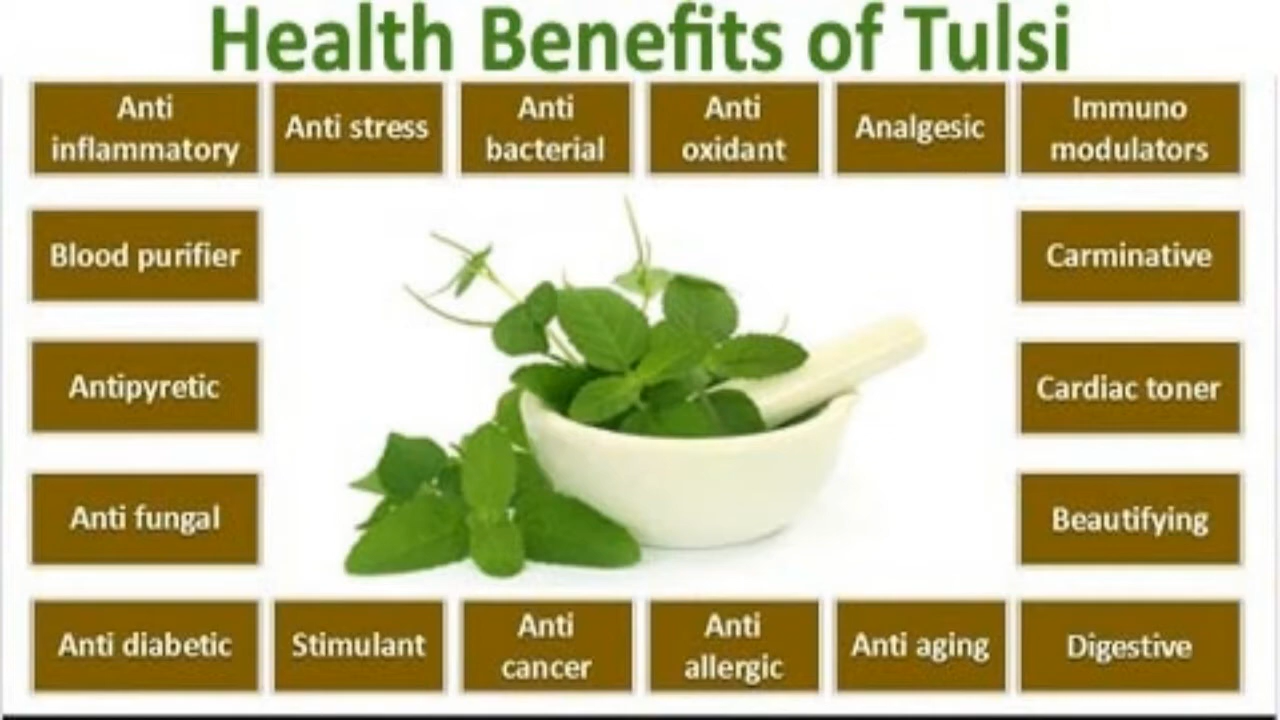 Health Benefits of Tulsi
Anti
inflammatory
Anti stress
Anti
bacterial
Anti
oxidant
Analgesic
Immuno
modulators
Blood purifier
Carminative
Antipyretic
Cardiac toner
Anti fungal
Beautifying
Anti diabetic
Stimulant
Anti
cancer
Anti
allergic
Anti aging
Digestive